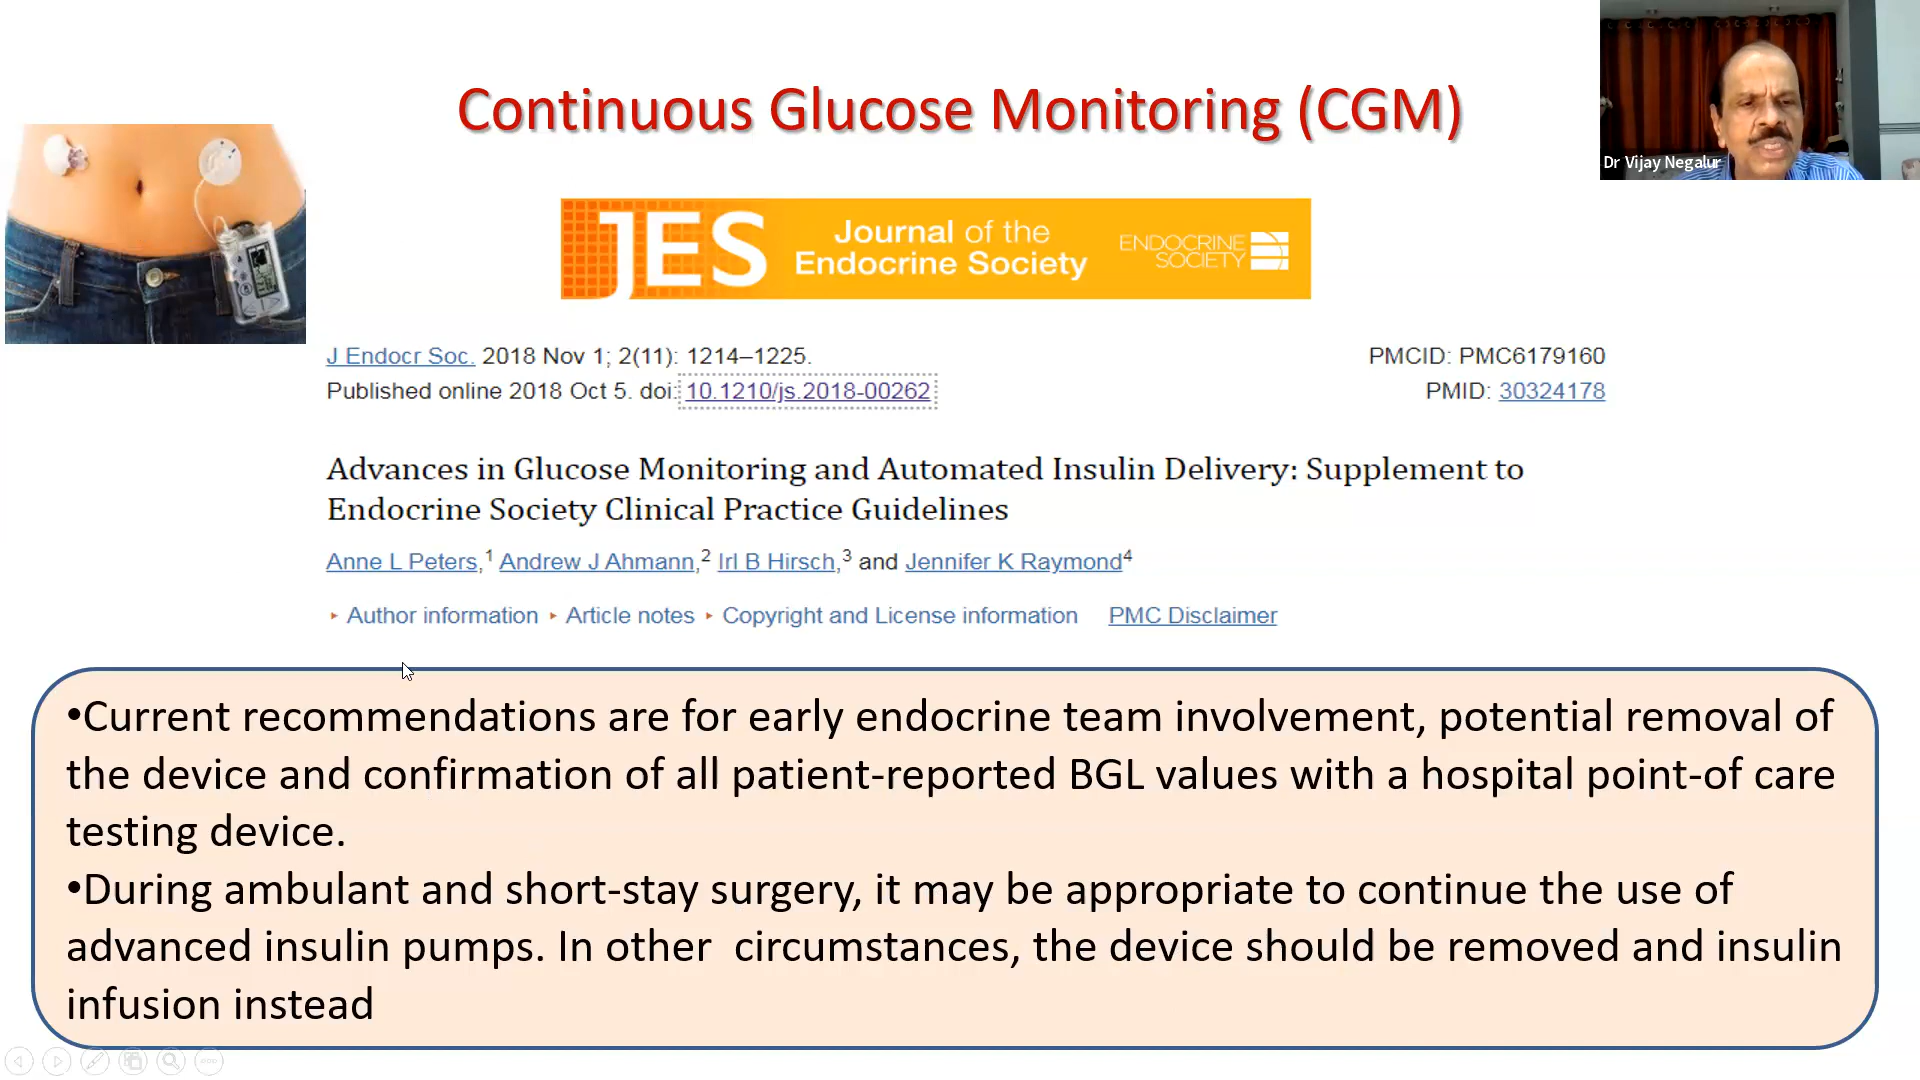 Continuous Glucose Monitoring (CGM)
Dr Vijay Negalur
JES
Journal of the
Endocrine Society
ENDOCRINE
SOCIETY
J Endocr Soc. 2018 Nov 1; 2(11): 1214–1225.
PMCID: PMC6179160
Published online 2018 Oct 5. doi: 10.1210/js.2018-00262
PMID: 30324178
Advances in Glucose Monitoring and Automated Insulin Delivery: Supplement to
Endocrine Society Clinical Practice Guidelines
Anne L Peters,1 Andrew J Ahmann,2 Irl B Hirsch,3 and Jennifer K Raymond4
▸ Author information ▸ Article notes ▸ Copyright and License information PMC Disclaimer
•Current recommendations are for early endocrine team involvement, potential removal of
the device and confirmation of all patient-reported BGL values with a hospital point-of care
testing device.
•During ambulant and short-stay surgery, it may be appropriate to continue the use of
advanced insulin pumps. In other circumstances, the device should be removed and insulin
infusion instead